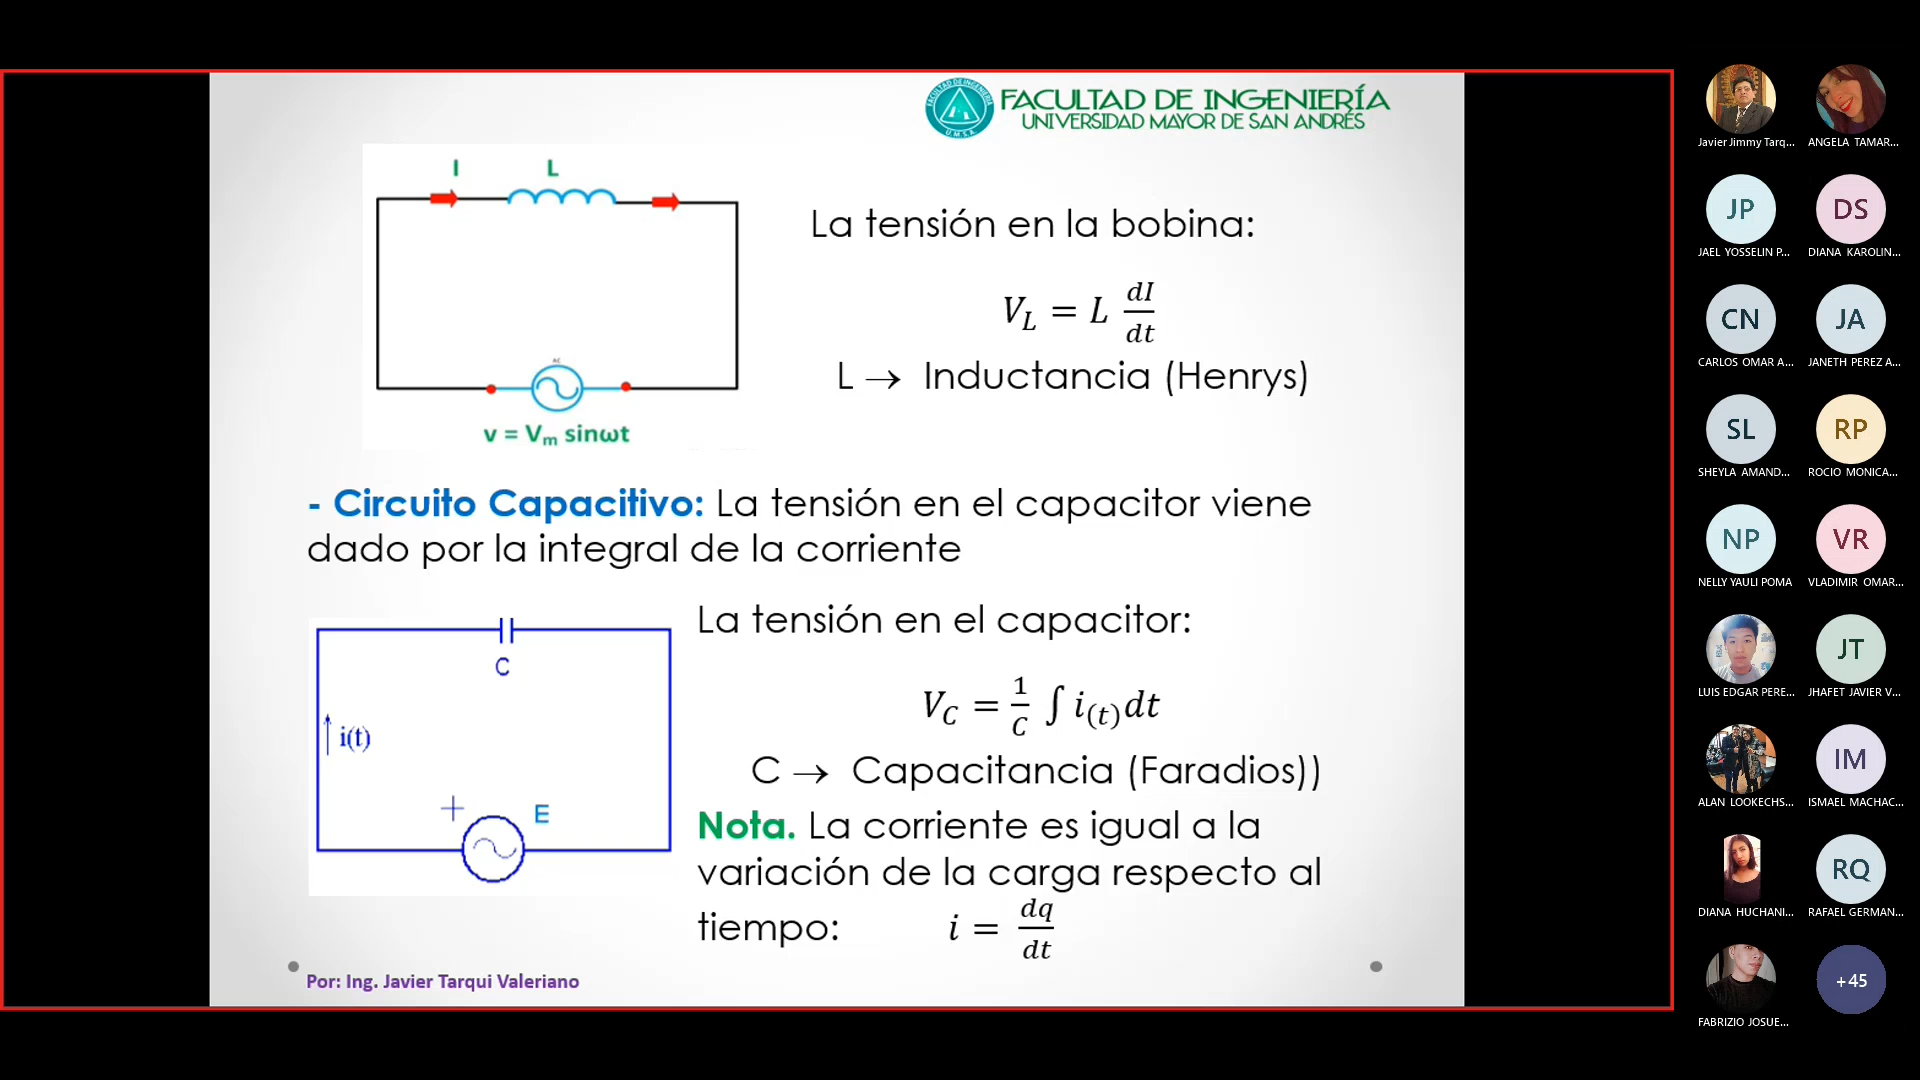 FACULTAD DE INGENIERÍA
UNIVERSIDAD MAYOR DE SAN ANDRÉS
FACULTAD DE INGENIERÍA
U.M.S.A.
I
L
AC
v = Vₘ sinωt
La tensión en la bobina:
V_L = L dI/dt
L → Inductancia (Henrys)
- Circuito Capacitivo: La tensión en el capacitor viene
dado por la integral de la corriente
C
i(t)
+
E
La tensión en el capacitor:
V_C = 1/C ∫ i₍ₜ₎dt
C → Capacitancia (Faradios))
Nota. La corriente es igual a la
variación de la carga respecto al
tiempo: i = dq/dt
Por: Ing. Javier Tarqui Valeriano
Javier Jimmy Tarq...
ANGELA TAMAR...
JP
JAEL YOSSELIN P...
DS
DIANA KAROLIN...
CN
CARLOS OMAR A...
JA
JANETH PEREZ A...
SL
SHEYLA AMAND...
RP
ROCIO MONICA...
NP
NELLY YAULI POMA
VR
VLADIMIR OMAR...
LUIS EDGAR PERE...
JT
JHAFET JAVIER V...
ALAN LOOKECHS...
IM
ISMAEL MACHAC...
DIANA HUCHANI...
RQ
RAFAEL GERMAN...
FABRIZIO JOSUE...
+45